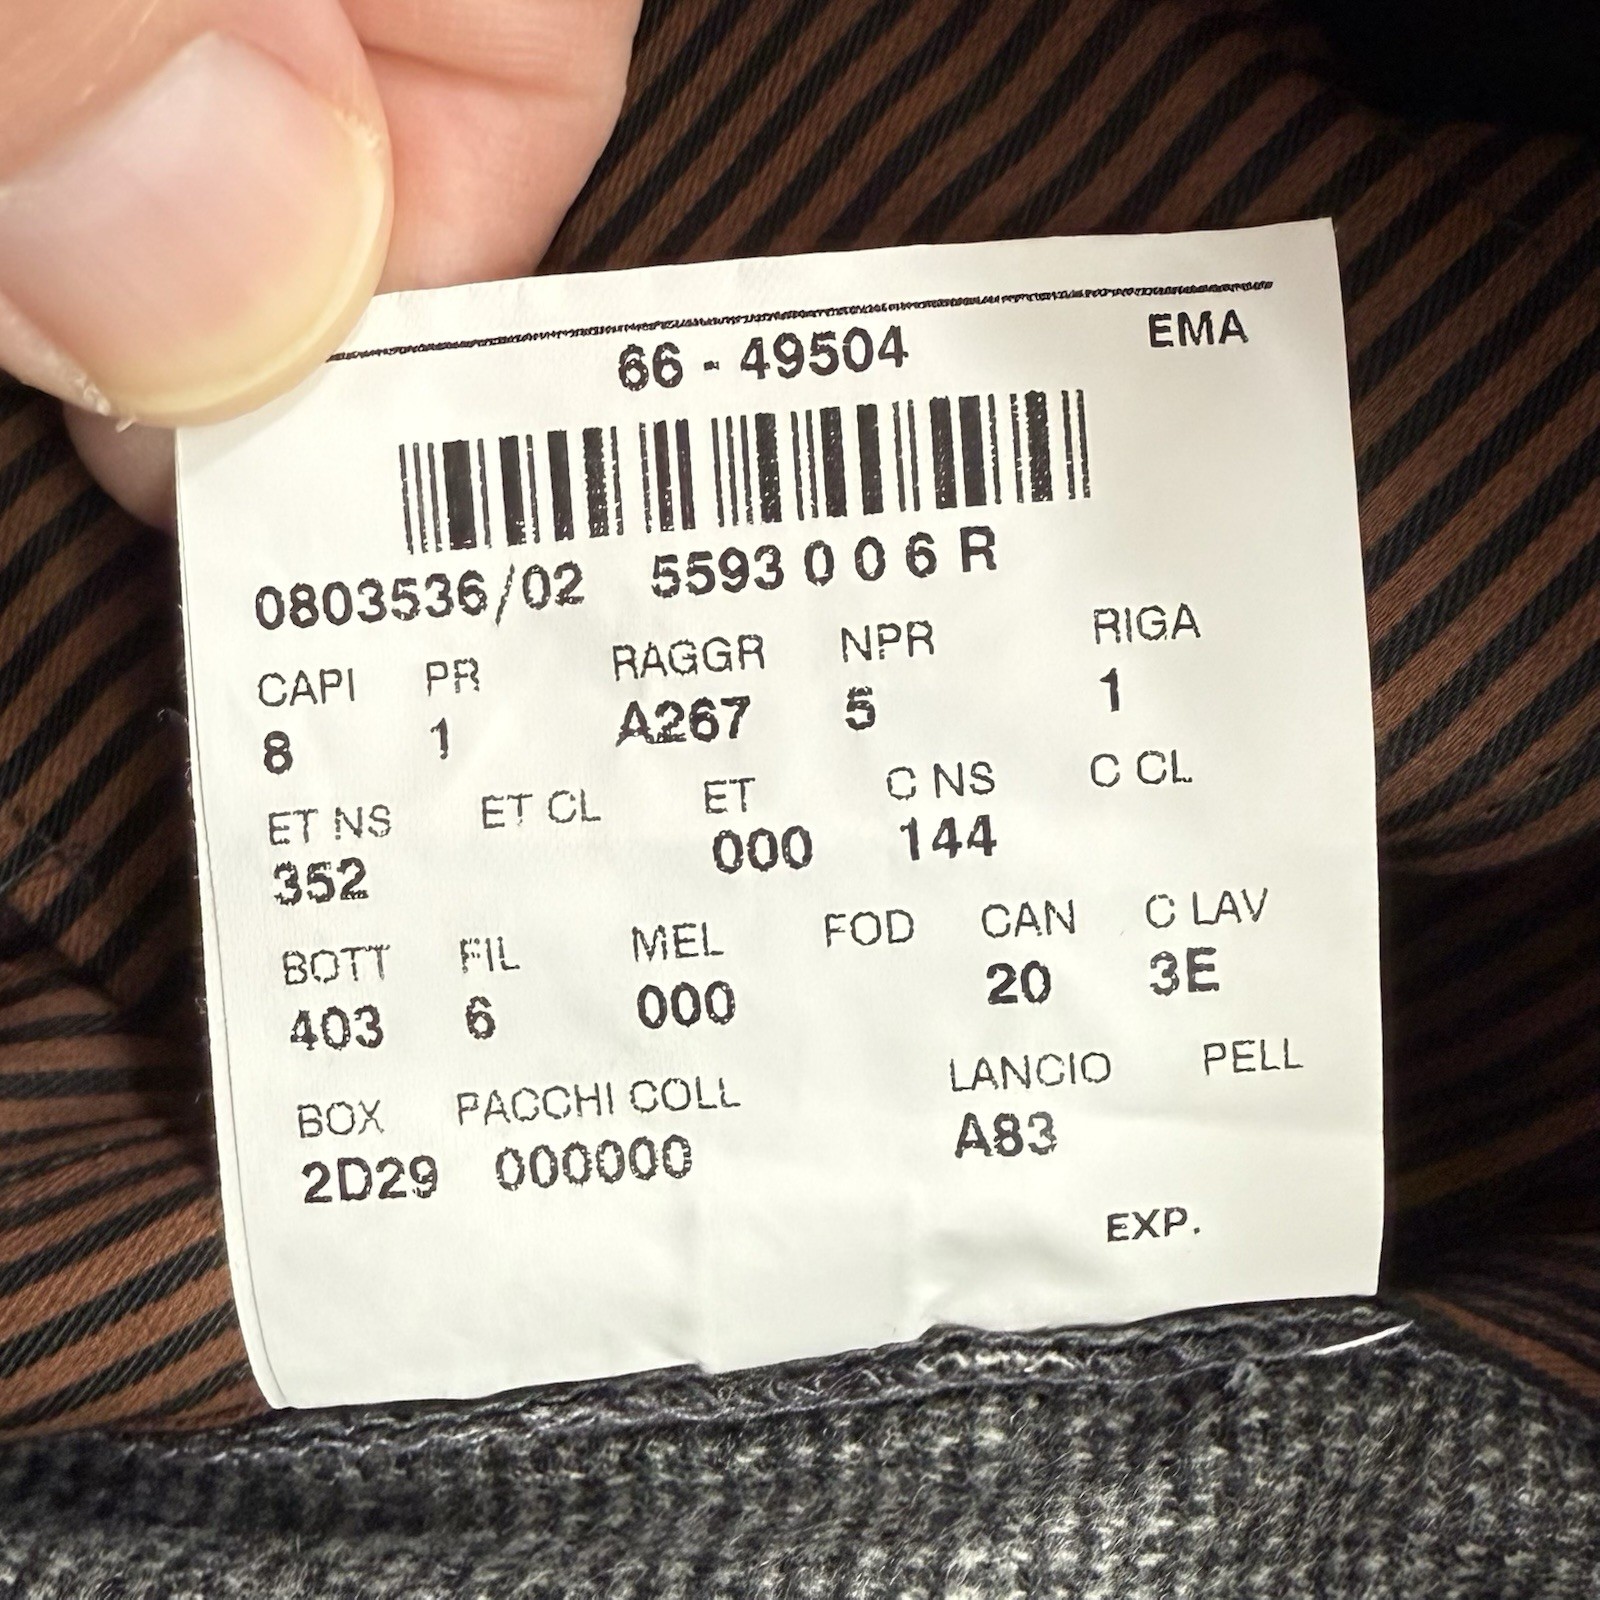 66 - 49504 EMA
0803536/02 5593 0 0 6 R
CAPI PR RAGGR NPR RIGA
8 1 A267 5 1
ET NS ET CL ET C NS C CL
352 000 144
BOTT FIL MEL FOD CAN C LAV
403 6 000 20 3E
BOX PACCHI COLL LANCIO PELL
2D29 000000 A83
EXP.